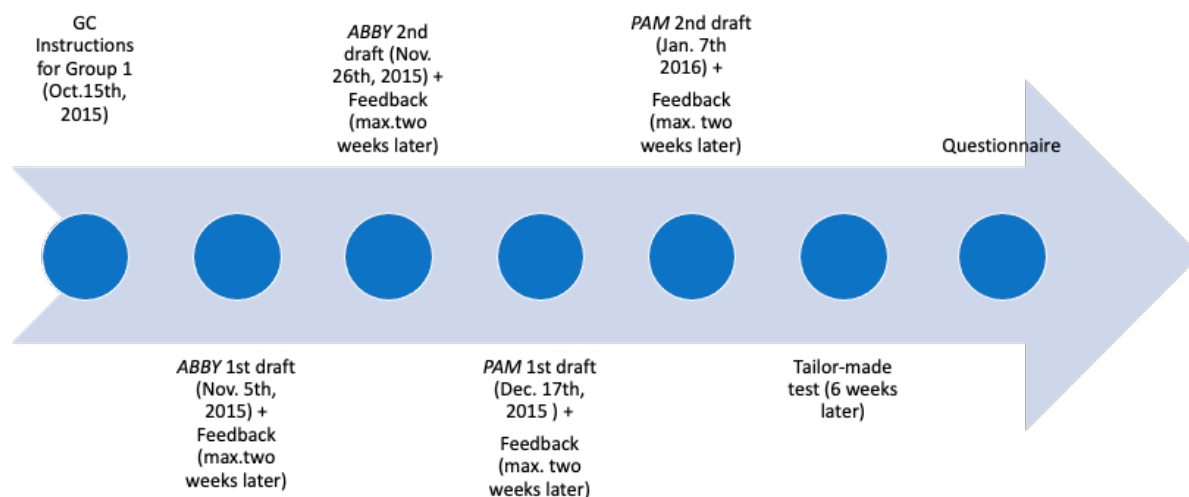 GC
Instructions
for Group 1
(Oct.15th,
2015)
ABBY 2nd
draft (Nov.
26th, 2015) +
Feedback
(max.two
weeks later)
PAM 2nd draft
(Jan. 7th
2016) +
Feedback
(max. two
weeks later)
Questionnaire
ABBY 1st draft
(Nov. 5th,
2015) +
Feedback
(max.two
weeks later)
PAM 1st draft
(Dec. 17th,
2015 ) +
Feedback
(max. two
weeks later)
Tailor-made
test (6 weeks
later)